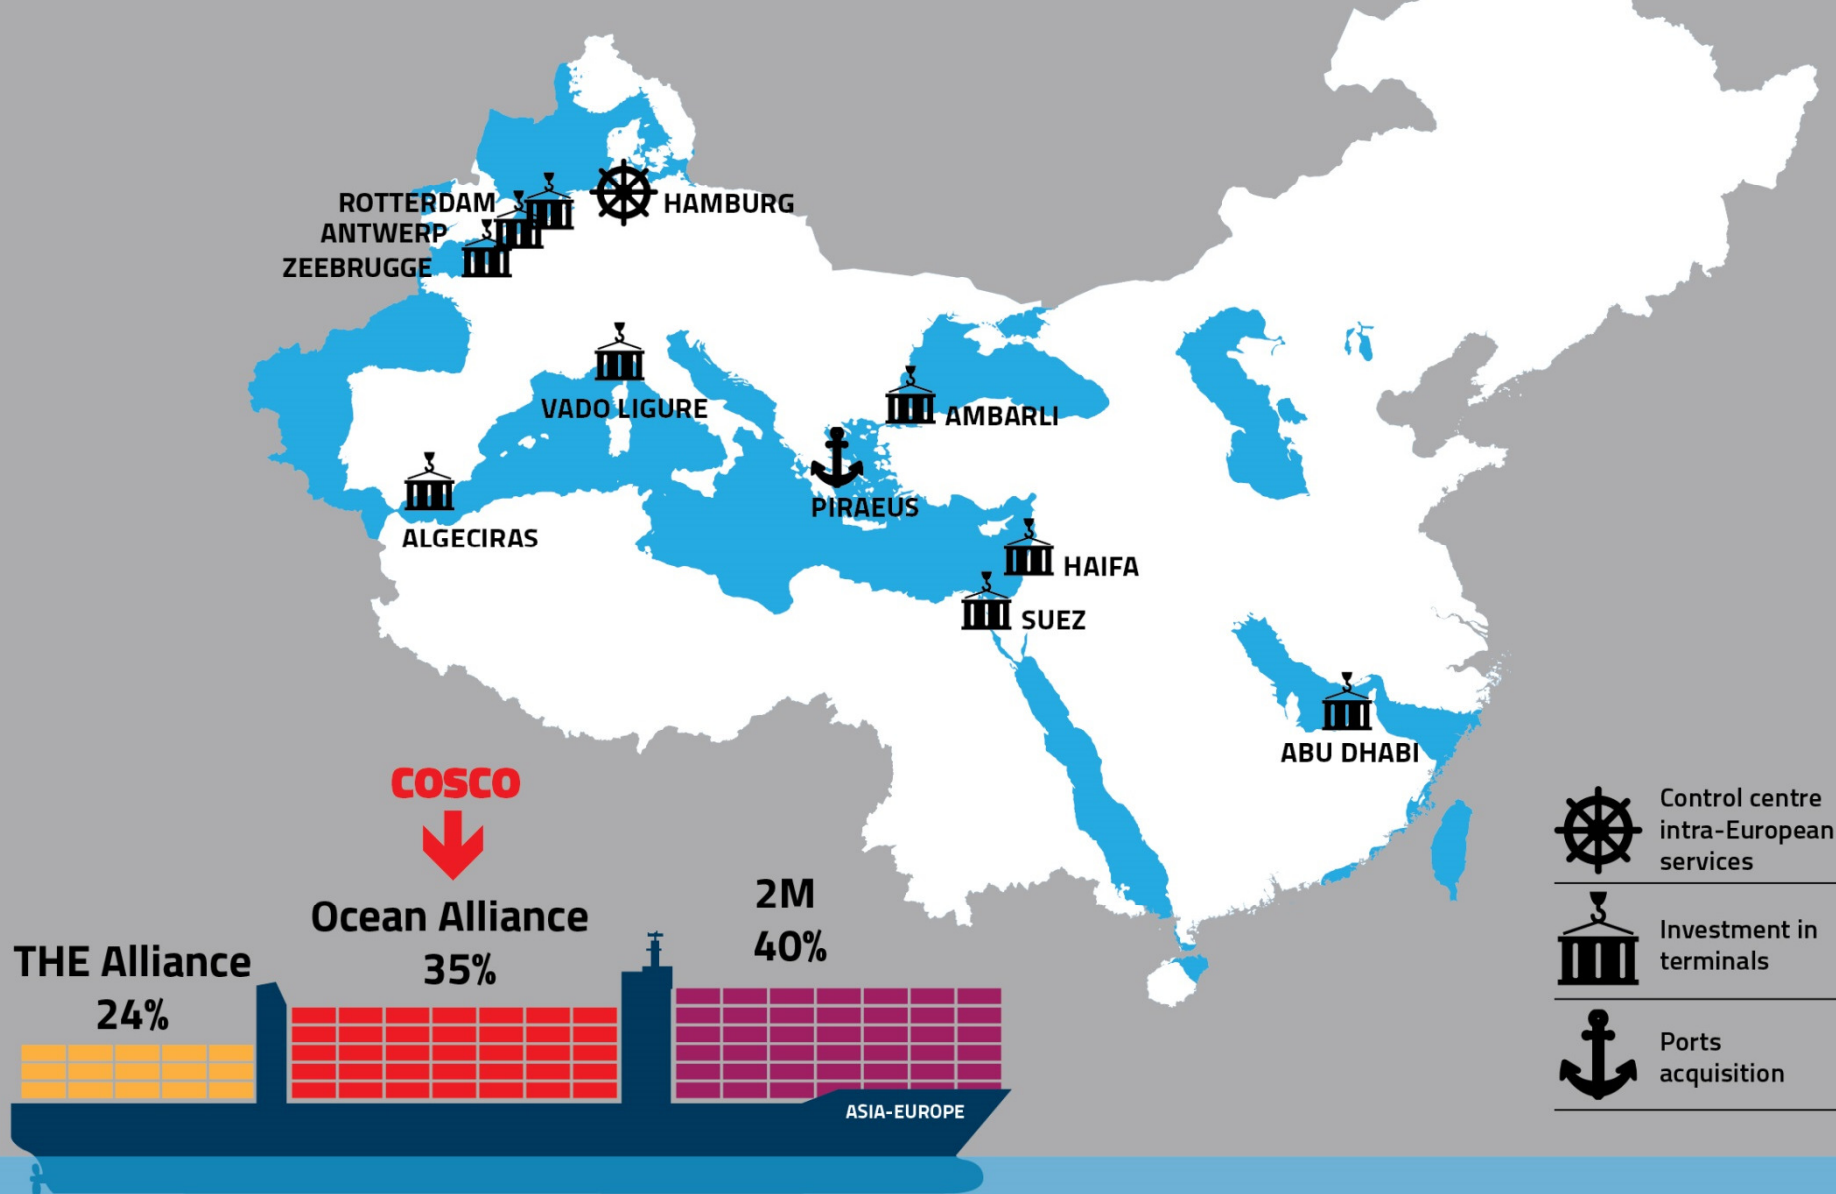 ROTTERDAM
ANTWERP
ZEEBRUGGE
HAMBURG
VADO LIGURE
AMBARLI
PIRAEUS
ALGECIRAS
HAIFA
SUEZ
ABU DHABI
COSCO
Ocean Alliance
35%
2M
40%
THE Alliance
24%
ASIA-EUROPE
Control centre
intra-European
services
Investment in
terminals
Ports
acquisition